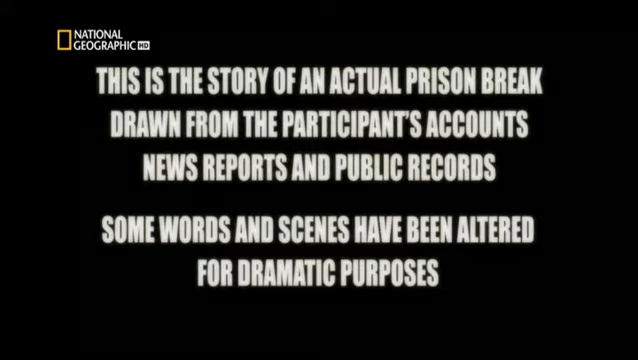 NATIONAL
GEOGRAPHIC HD
THIS IS THE STORY OF AN ACTUAL PRISON BREAK
DRAWN FROM THE PARTICIPANT'S ACCOUNTS
NEWS REPORTS AND PUBLIC RECORDS
SOME WORDS AND SCENES HAVE BEEN ALTERED
FOR DRAMATIC PURPOSES